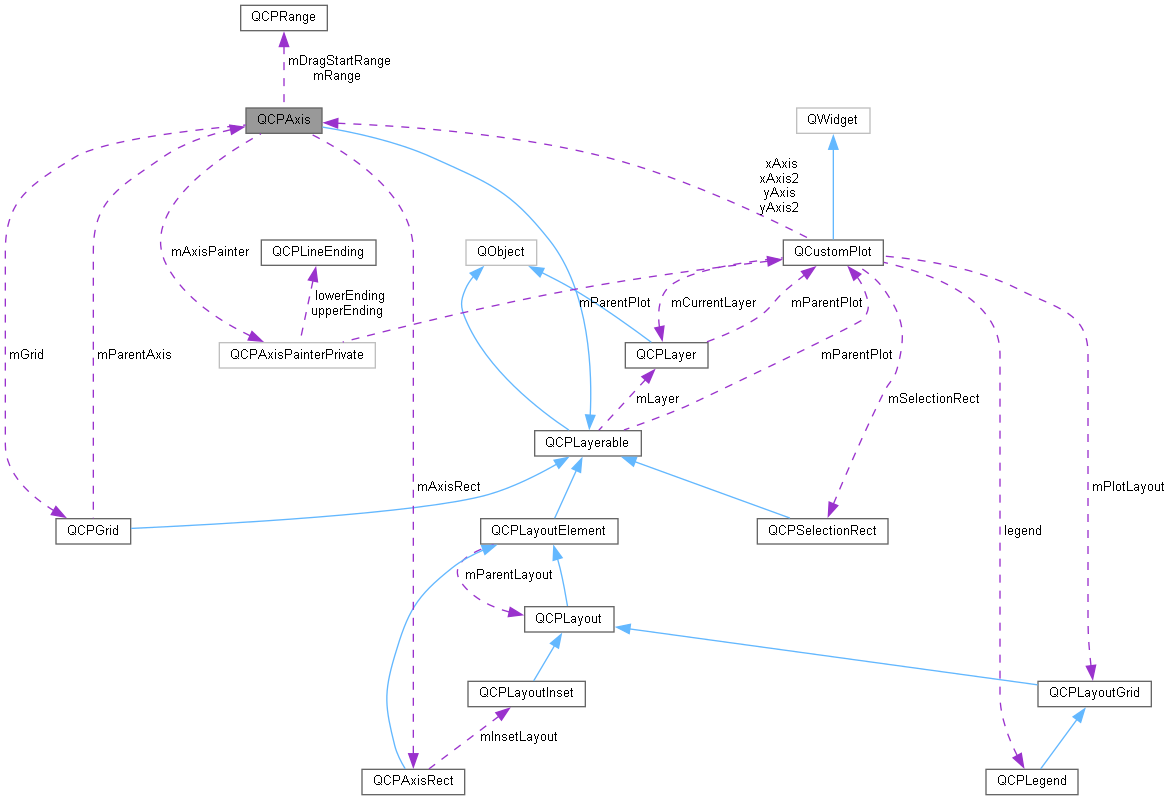 QCPRange
mDragStartRange
mRange
QCPAxis
QWidget
xAxis
xAxis2
yAxis
yAxis2
mAxisPainter
QCPLineEnding
QObject
QCustomPlot
lowerEnding
upperEnding
mParentPlot
mCurrentLayer
mParentPlot
mGrid
mParentAxis
QCPAxisPainterPrivate
QCPLayer
mParentPlot
mLayer
mSelectionRect
QCPLayerable
mAxisRect
mPlotLayout
QCPGrid
QCPLayoutElement
QCPSelectionRect
legend
mParentLayout
QCPLayout
QCPLayoutInset
QCPLayoutGrid
mInsetLayout
QCPAxisRect
QCPLegend